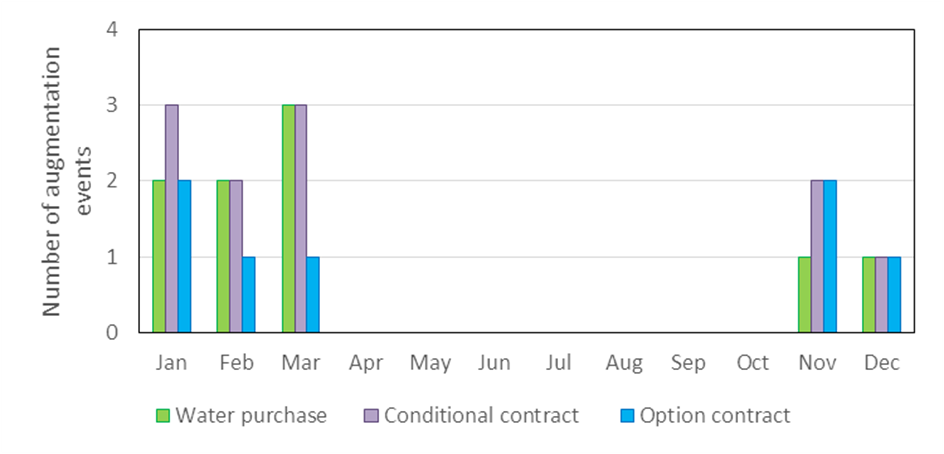 Number of augmentation
events
4
3
2
1
0
Jan Feb Mar Apr May Jun Jul Aug Sep Oct Nov Dec
Water purchase Conditional contract Option contract